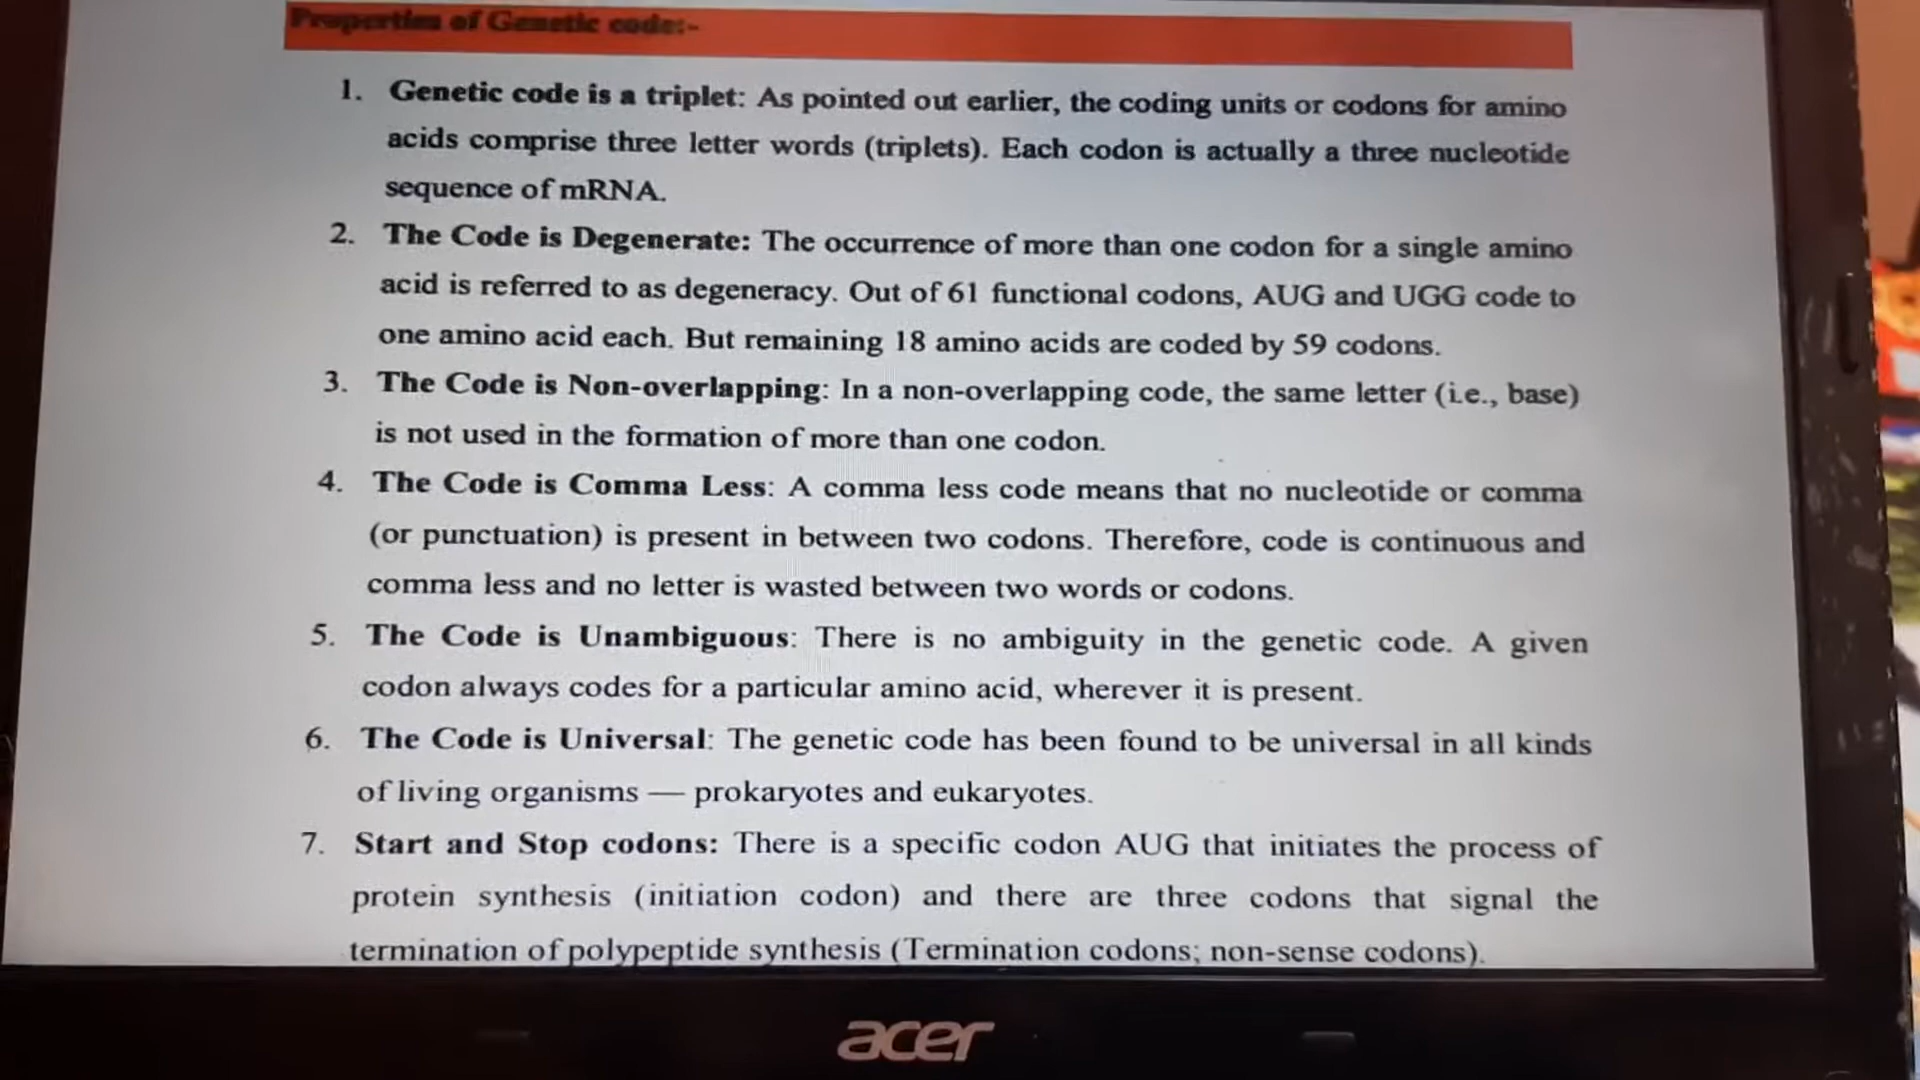 Properties of Genetic code:-
1. Genetic code is a triplet: As pointed out earlier, the coding units or codons for amino
acids comprise three letter words (triplets). Each codon is actually a three nucleotide
sequence of mRNA.
2. The Code is Degenerate: The occurrence of more than one codon for a single amino
acid is referred to as degeneracy. Out of 61 functional codons, AUG and UGG code to
one amino acid each. But remaining 18 amino acids are coded by 59 codons.
3. The Code is Non-overlapping: In a non-overlapping code, the same letter (i.e., base)
is not used in the formation of more than one codon.
4. The Code is Comma Less: A comma less code means that no nucleotide or comma
(or punctuation) is present in between two codons. Therefore, code is continuous and
comma less and no letter is wasted between two words or codons.
5. The Code is Unambiguous: There is no ambiguity in the genetic code. A given
codon always codes for a particular amino acid, wherever it is present.
6. The Code is Universal: The genetic code has been found to be universal in all kinds
of living organisms — prokaryotes and eukaryotes.
7. Start and Stop codons: There is a specific codon AUG that initiates the process of
protein synthesis (initiation codon) and there are three codons that signal the
termination of polypeptide synthesis (Termination codons; non-sense codons).
acer